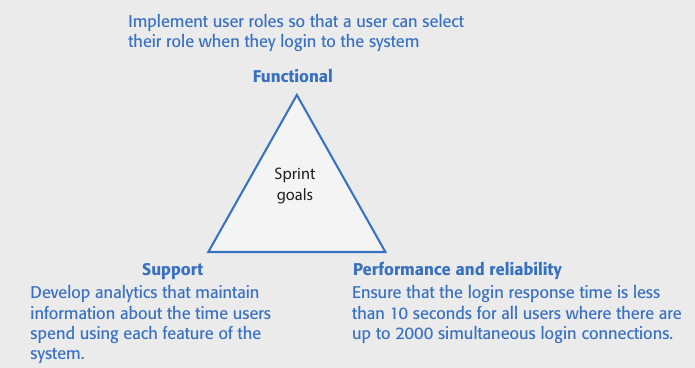 Implement user roles so that a user can select
their role when they login to the system
Functional
Sprint
goals
Support
Develop analytics that maintain
information about the time users
spend using each feature of the
system.
Performance and reliability
Ensure that the login response time is less
than 10 seconds for all users where there are
up to 2000 simultaneous login connections.